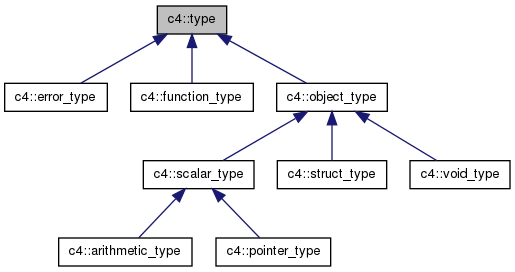 c4::type
c4::error_type
c4::function_type
c4::object_type
c4::scalar_type
c4::struct_type
c4::void_type
c4::arithmetic_type
c4::pointer_type